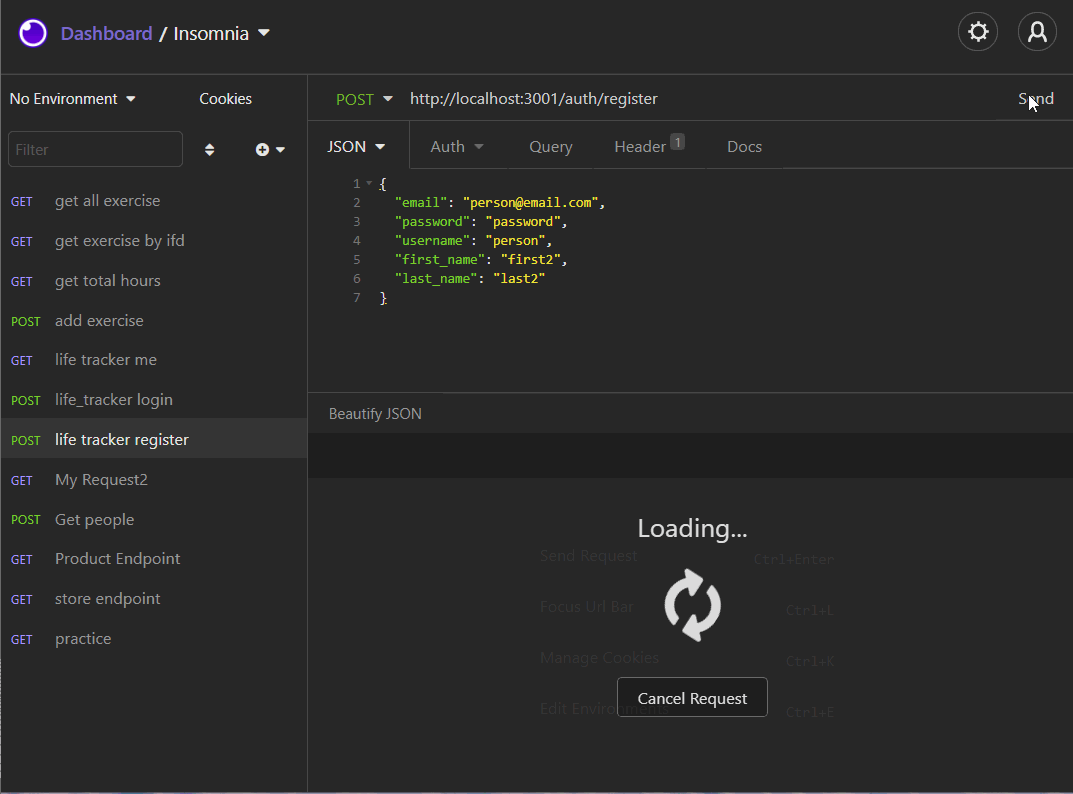 Dashboard / Insomnia
No Environment
Cookies
POST http://localhost:3001/auth/register
Send
Filter
JSON
Auth
Query
Header 1
Docs
GET get all exercise
GET get exercise by ifd
GET get total hours
POST add exercise
GET life tracker me
POST life_tracker login
POST life tracker register
GET My Request2
POST Get people
GET Product Endpoint
GET store endpoint
GET practice
1 {
2 "email": "person@email.com",
3 "password": "password",
4 "username": "person",
5 "first_name": "first2",
6 "last_name": "last2"
7 }
Beautify JSON
Loading...
Send Request Ctrl+Enter
Focus Url Bar Ctrl+L
Manage Cookies Ctrl+K
Cancel Request
Edit Environments Ctrl+E